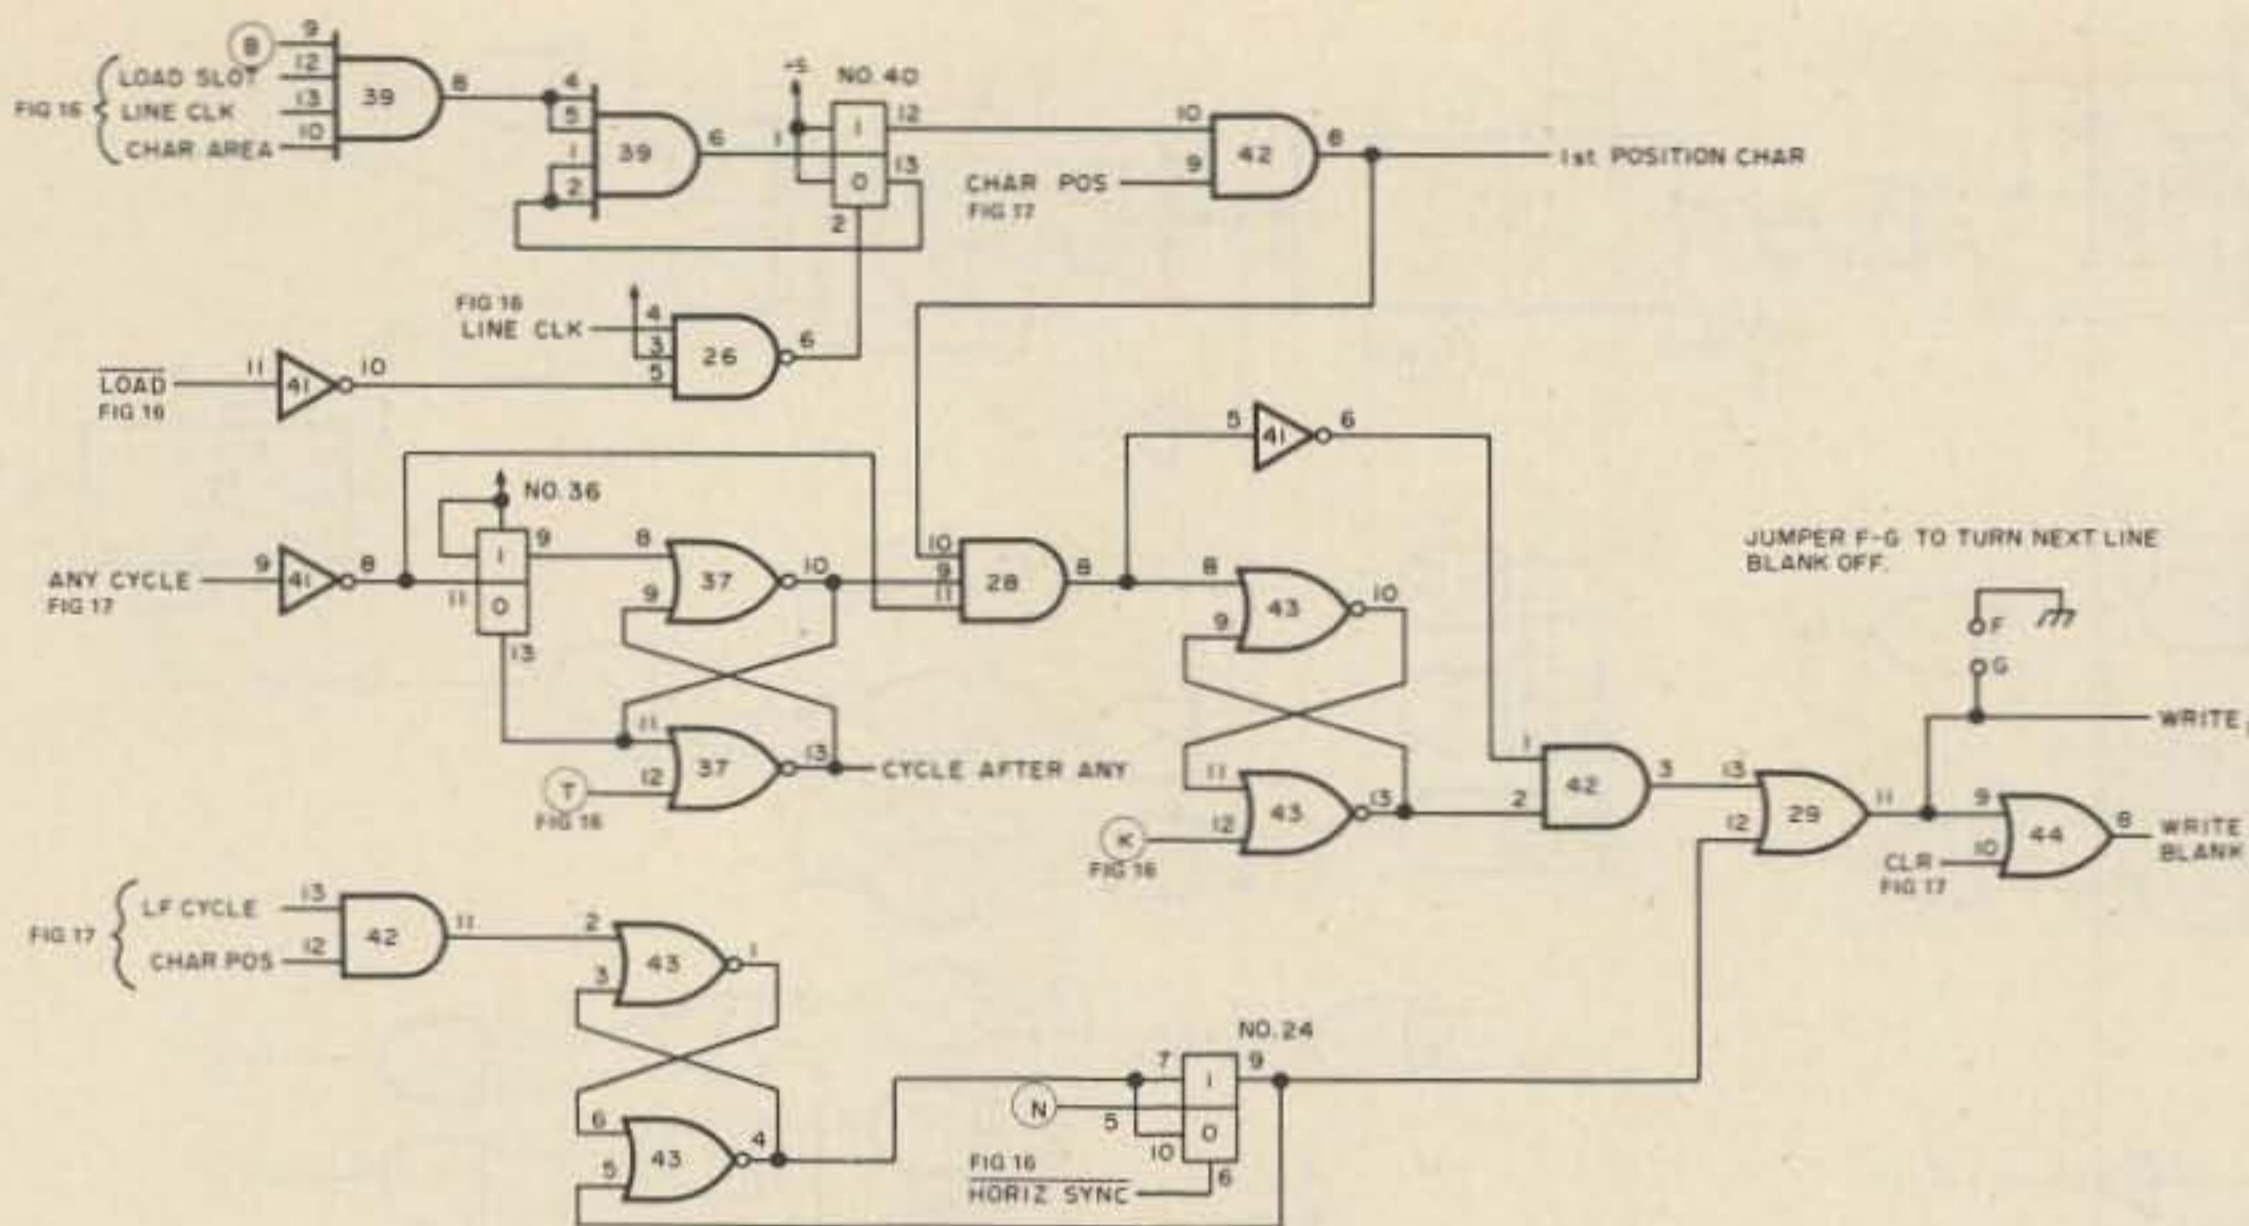 B 9
LOAD SLOT 12
FIG 16 LINE CLK 13
CHAR AREA 10
39 8
4
5
1
2
39 6
+5 NO. 40
1
1 12
0 13
2
10
CHAR POS 9
FIG 17
42 8
1st POSITION CHAR
FIG 16
LINE CLK 4
3
5
26 6
LOAD 11 41 10
FIG 16
5 41 6
NO. 36
ANY CYCLE 9 41 8
FIG 17
11
1 9
0
13
8
9
37 10
11
12
37 13
T
FIG 16
CYCLE AFTER ANY
10
9
11
28 8
8
9
43 10
11
12
43 13
K
FIG 16
1
2
42 3
13
12
29 11
JUMPER F-G TO TURN NEXT LINE
BLANK OFF.
F
G
WRITE
9
10
44 8
WRITE
BLANK
CLR
FIG 17
FIG 17
LF CYCLE 13
CHAR POS 12
42 11
2
3
43 1
6
5
43 4
NO. 24
7
N 5
10
1 9
0
6
FIG 16
HORIZ SYNC